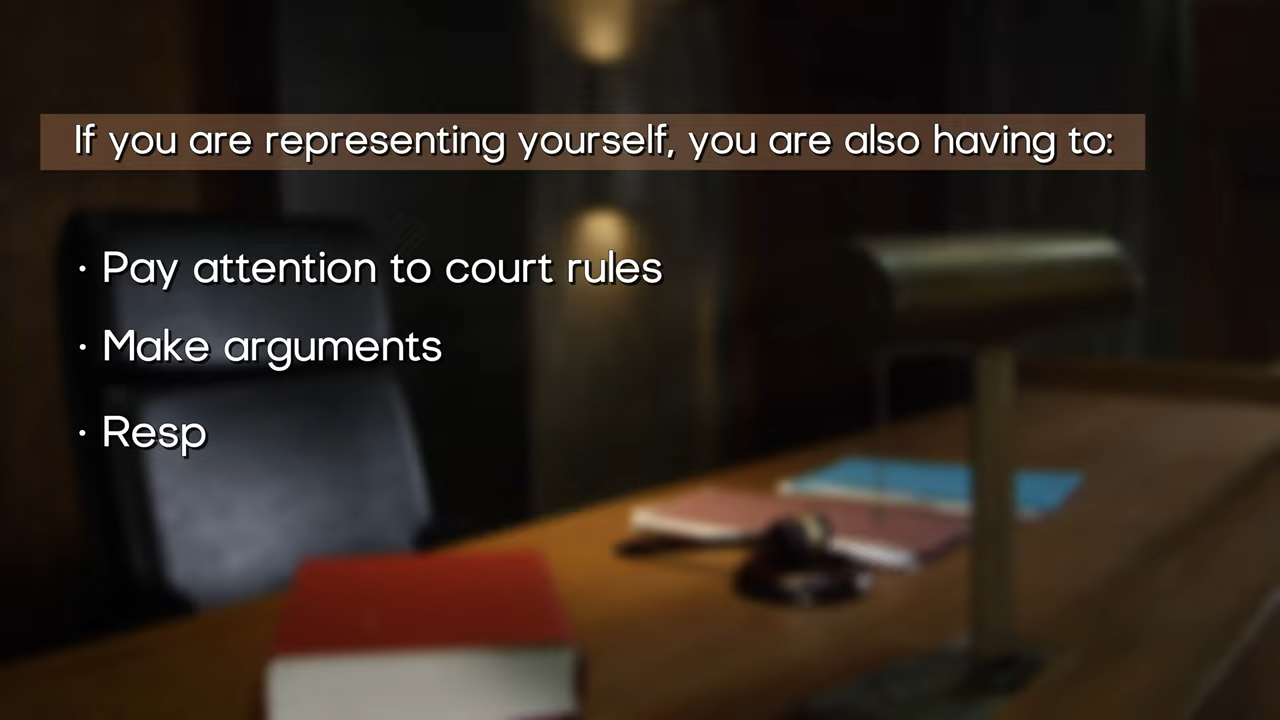 If you are representing yourself, you are also having to:
· Pay attention to court rules
· Make arguments
· Resp